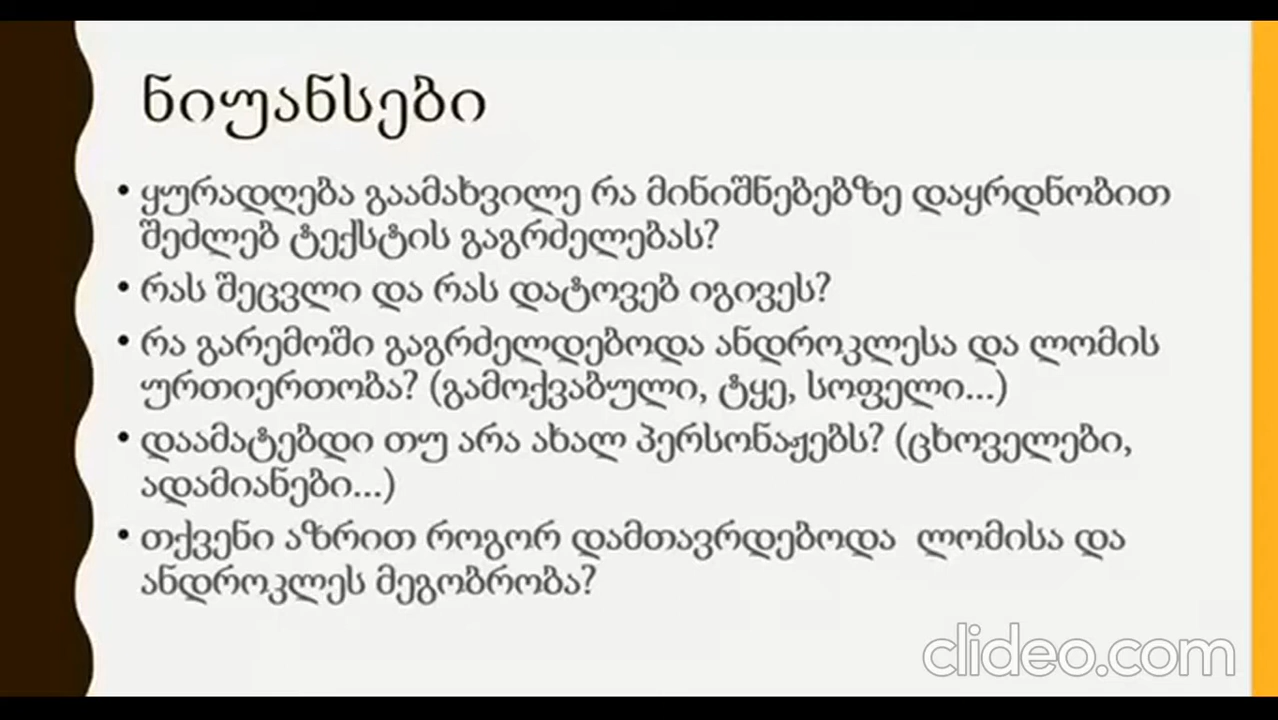 ნიუანსები
• ყურადღება გაამახვილე რა მინიშნებებზე დაყრდნობით
შეძლებ ტექსტის გაგრძელებას?
• რას შეცვლი და რას დატოვებ იგივეს?
• რა გარემოში გაგრძელდებოდა ანდროკლესა და ლომის
ურთიერთობა? (გამოქვაბული, ტყე, სოფელი...)
• დაამატებდი თუ არა ახალ პერსონაჟებს? (ცხოველები,
ადამიანები...)
• თქვენი აზრით როგორ დამთავრდებოდა ლომისა და
ანდროკლეს მეგობრობა?
clideo.com